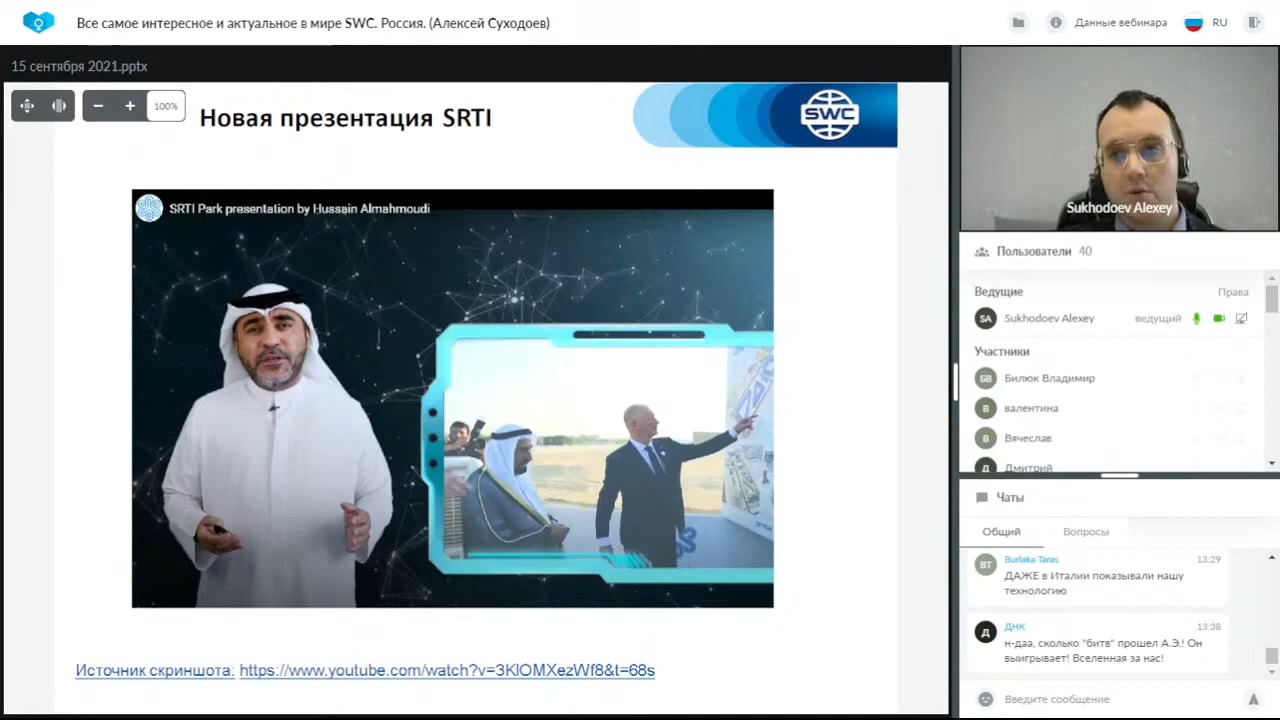 Все самое интересное и актуальное в мире SWC. Россия. (Алексей Суходоев)
Данные вебинара
RU
15 сентября 2021.pptx
100%
Новая презентация SRTI
SWC
SRTI Park presentation by Hussain Almahmoudi
Источник скриншота: https://www.youtube.com/watch?v=3KlOMXezWf8&t=68s
Sukhodoev Alexey
Пользователи 40
Ведущие
Права
SA
Sukhodoev Alexey
ведущий
Участники
БВ
Билюк Владимир
В
валентина
В
Вячеслав
Д
Дмитрий
Чаты
Общий
Вопросы
BT
Burlaka Taras
13:29
ДАЖЕ в Италии показывали нашу
технологию
Д
ДНК
13:38
н-даа, сколько "битв" прошел А.Э.! Он
выигрывает! Вселенная за нас!
Введите сообщение